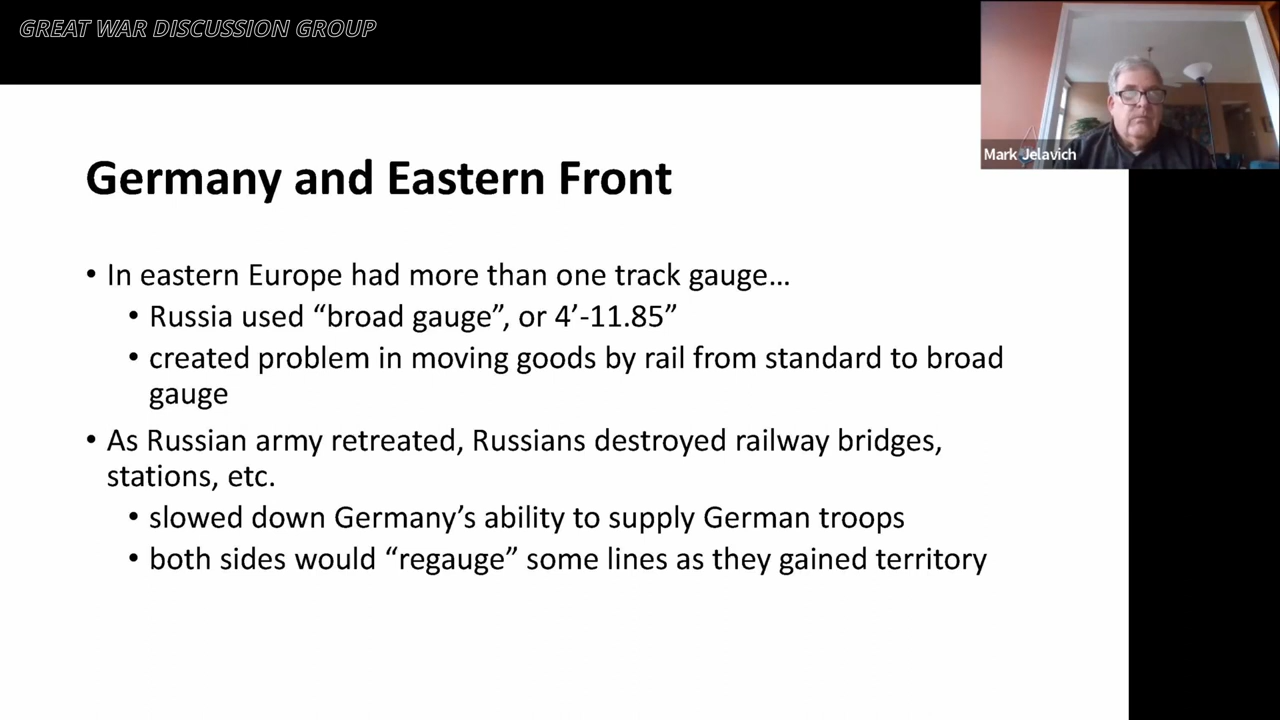 GREAT WAR DISCUSSION GROUP
Mark Jelavich
Germany and Eastern Front
• In eastern Europe had more than one track gauge...
• Russia used “broad gauge”, or 4’-11.85”
• created problem in moving goods by rail from standard to broad
gauge
• As Russian army retreated, Russians destroyed railway bridges,
stations, etc.
• slowed down Germany’s ability to supply German troops
• both sides would “regauge” some lines as they gained territory